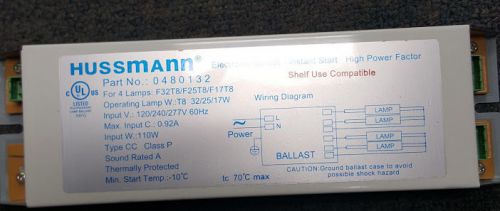 HUSSMANN® Electronic Ballast Instant Start High Power Factor
Part No.: 0480132 Shelf Use Compatible
For 4 Lamps: F32T8/F25T8/F17T8
Operating Lamp W.:T8 32/25/17W Wiring Diagram
Input V.: 120/240/277V 60Hz
Max. Input C.: 0.92A
Input W.:110W
Type CC Class P
Sound Rated A
Thermally Protected
Min. Start Temp.:-10℃ tc 70℃ max
c UL US
LISTED
~
Power
L
N
BALLAST
LAMP
LAMP
LAMP
LAMP
CAUTION:Ground ballast case to avoid
possible shock hazard